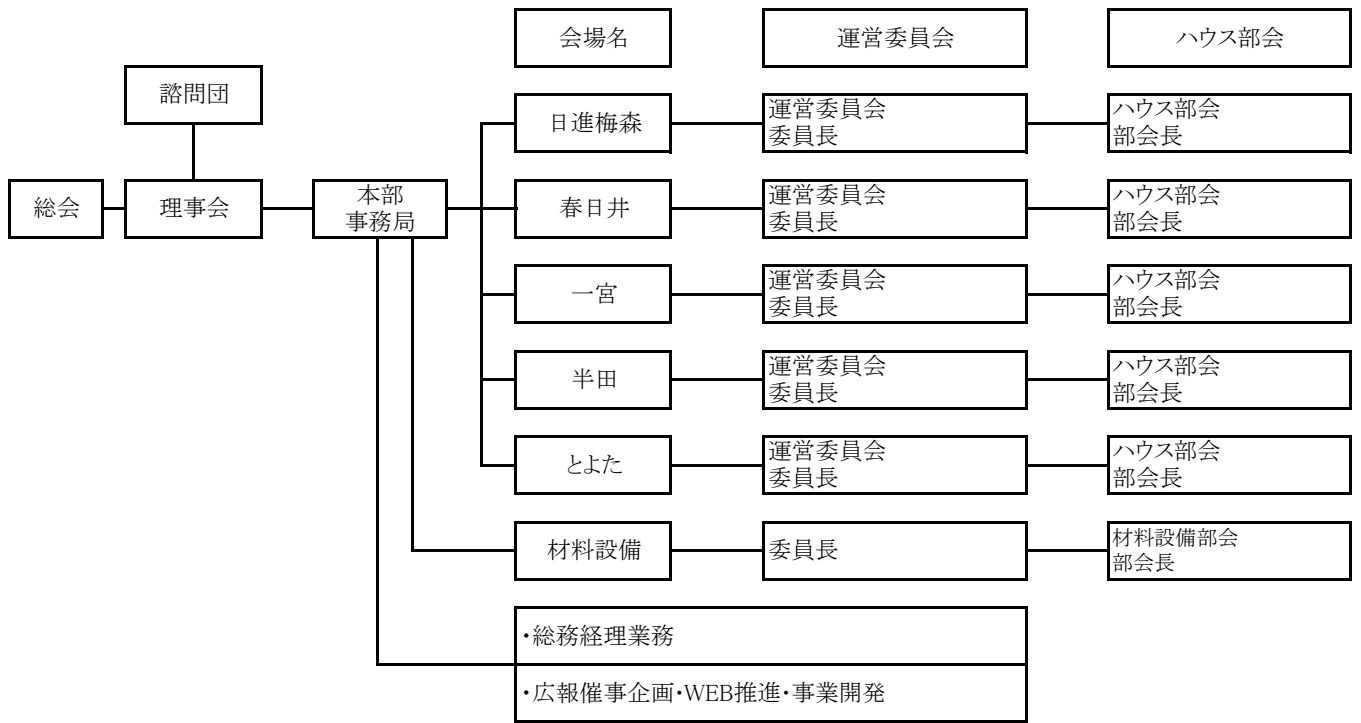 会場名
運営委員会
ハウス部会
諮問団
総会
理事会
本部
事務局
日進梅森
運営委員会
委員長
ハウス部会
部会長
春日井
運営委員会
委員長
ハウス部会
部会長
一宮
運営委員会
委員長
ハウス部会
部会長
半田
運営委員会
委員長
ハウス部会
部会長
とよた
運営委員会
委員長
ハウス部会
部会長
材料設備
委員長
材料設備部会
部会長
・総務経理業務
・広報催事企画・WEB推進・事業開発